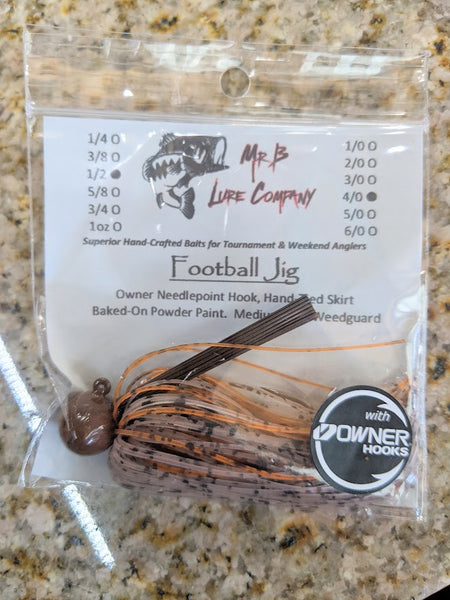 1/4 O
3/8 O
1/2 ●
5/8 O
3/4 O
1oz O
Mr.B
Lure Company
1/0 O
2/0 O
3/0 O
4/0 ●
5/0 O
6/0 O
Superior Hand-Crafted Baits for Tournament & Weekend Anglers
Football Jig
Owner Needlepoint Hook, Hand Skirt
Baked-On Powder Paint. Weedguard
with
OWNER
HOOKS